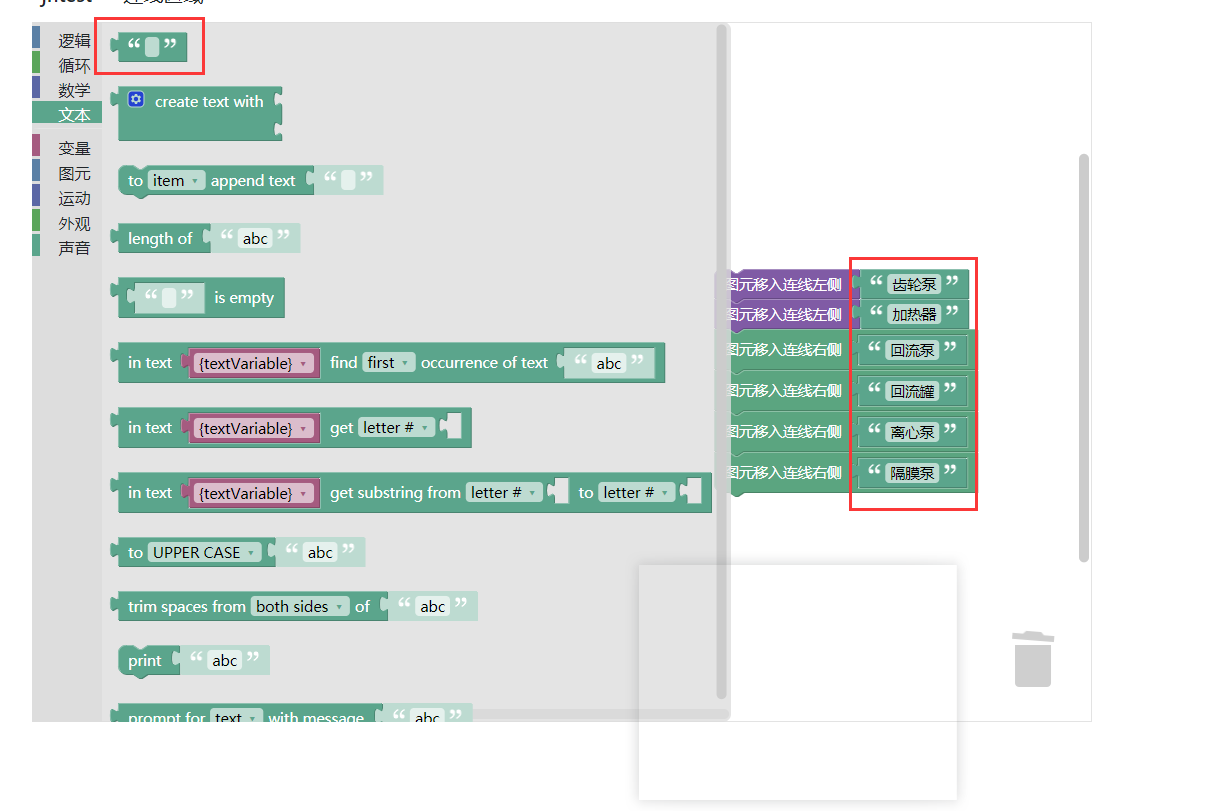 逻辑
循环
数学
文本
变量
图元
运动
外观
声音
“ ”
create text with
to item append text “ ”
length of “ abc ”
“ ” is empty
in text {textVariable} find first occurrence of text “ abc ”
in text {textVariable} get letter #
in text {textVariable} get substring from letter # to letter #
to UPPER CASE “ abc ”
trim spaces from both sides of “ abc ”
print “ abc ”
prompt for text with message “ abc ”
图元移入连线左侧 “ 齿轮泵 ”
图元移入连线左侧 “ 加热器 ”
图元移入连线右侧 “ 回流泵 ”
图元移入连线右侧 “ 回流罐 ”
图元移入连线右侧 “ 离心泵 ”
图元移入连线右侧 “ 隔膜泵 ”